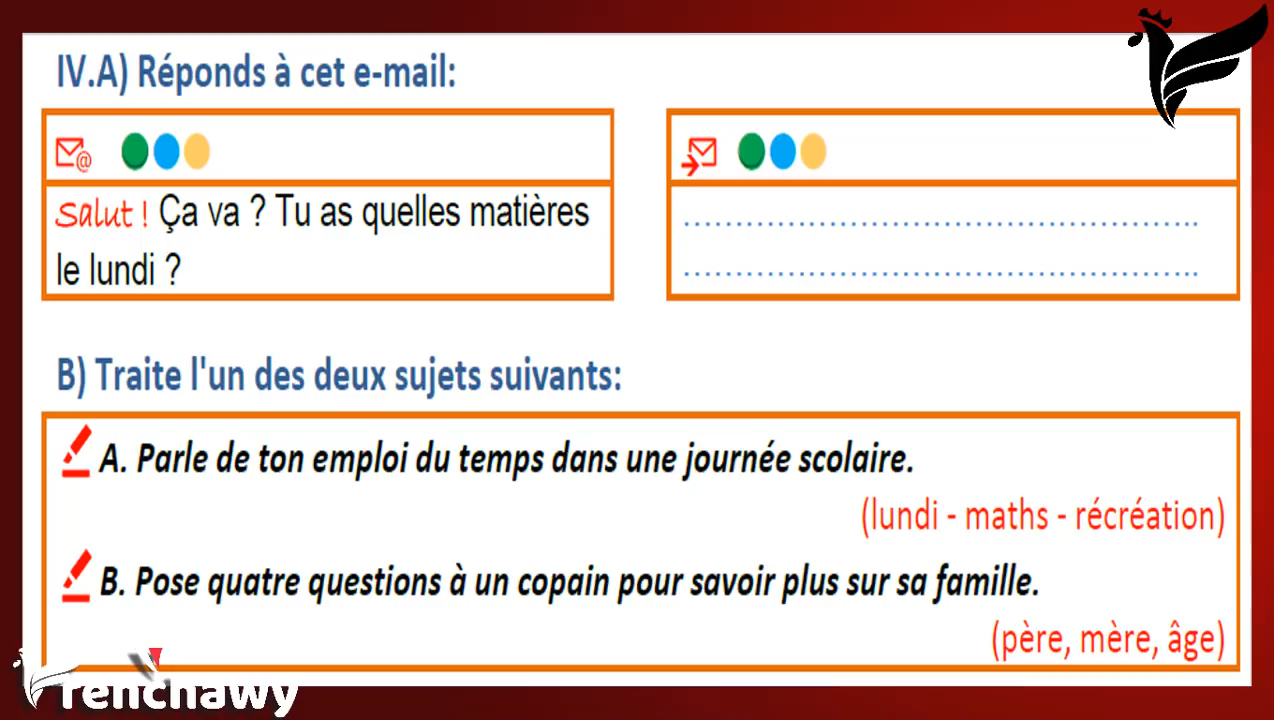 IV.A) Réponds à cet e-mail:
@
Salut ! Ça va ? Tu as quelles matières
le lundi ?
.................................................
.................................................
B) Traite l'un des deux sujets suivants:
A. Parle de ton emploi du temps dans une journée scolaire.
(lundi - maths - récréation)
B. Pose quatre questions à un copain pour savoir plus sur sa famille.
(père, mère, âge)
renchawy